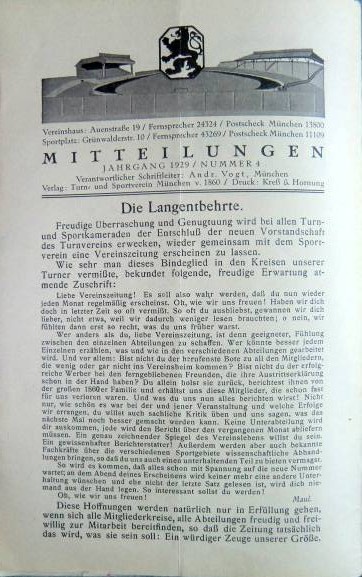 Vereinshaus: Auenstraße 19 / Fernsprecher 24324 / Postscheck München 13800
Sportplatz: Grünwalderstr. 10 / Fernsprecher 43269 / Postscheck München 11109
MITTEILUNGEN
JAHRGANG 1929 / NUMMER 4
Verantwortlicher Schriftleiter: Andr. Vogt, München
Verlag: Turn- und Sportverein München v. 1860 / Druck: Kreß & Hornung
Die Langentbehrte.
Freudige Überraschung und Genugtuung wird bei allen Turn-
und Sportkameraden der Entschluß der neuen Vorstandschaft
des Turnvereins erwecken, wieder gemeinsam mit dem Sport-
verein eine Vereinszeitung erscheinen zu lassen.
Wie sehr man dieses Bindeglied in den Kreisen unserer
Turner vermißte, bekundet folgende, freudige Erwartung at-
mende Zuschrift:
Liebe Vereinszeitung! Es soll also wahr werden, daß du nun wieder
jeden Monat regelmäßig erscheinst. Oh, wie wir uns freuen! Haben wir dich
doch in letzter Zeit so oft vermißt. So oft du ausbliebst, gewannen wir dich
lieber, nicht etwa, weil wir dadurch weniger lesen brauchten; o nein, wir
fühlten dann erst so recht, was du uns früher warst.
Wer anders als du, liebe Vereinszeitung, ist denn geeigneter, Fühlung
zwischen den einzelnen Abteilungen zu schaffen. Wer könnte besser jedem
Einzelnen erzählen, was und wie in den verschiedenen Abteilungen gearbeitet
wird. Und vor allem: Bist nicht du der berufenste Bote zu all den Mitgliedern,
die wenig oder gar nicht ins Vereinsheim kommen? Bist nicht du der erfolg-
reiche Werber bei den ferngebliebenen Freunden, die ihre Austrittserklärung
schon in der Hand haben? Du allein holst sie zurück, berichtest ihnen von
der großen 1860er Familie und erhältst uns diese Mitglieder, die schon fast
für uns verloren waren. Und was du uns alles berichten wirst! Nicht
nur, wie schön es war bei der und jener Veranstaltung und welche Erfolge
wir errangen, du willst auch sachliche Kritik üben und uns sagen, was das
nächste Mal noch besser gemacht werden kann. Keine Unterabteilung wird
dir auskommen, jede wird den Bericht über den vergangenen Monat abliefern
müssen. Ein genau zeichnender Spiegel des Vereinslebens willst du sein.
Ein gewissenhafter Berichterstatter! Außerdem wirst du aber auch aus Feder
Fachkräfte über die verschiedenen Sportgebiete wissenschaftliche Abhand-
lungen bringen, so daß du uns auch einen unterhaltenden Teil zu bieten vermagst.
So wird es kommen, daß alles schon mit Spannung auf die neue Nummer
wartet; an dem Abend deines Erscheinens wird keiner mehr eine andere Unter-
haltung wünschen und ehe nicht der letzte Satz gelesen ist, wird dich nie-
mand aus der Hand legen. So interessant sollst du werden!
Oh, wie wir uns freuen!
Maul.
Diese Hoffnungen werden natürlich nur in Erfüllung gehen,
wenn sich alle Mitgliederkreise, alle Abteilungen freudig und frei-
willig zur Mitarbeit bereitfinden, so daß die Zeitung tatsächlich
das wird, was sie sein soll: Ein würdiger Zeuge unserer Größe.